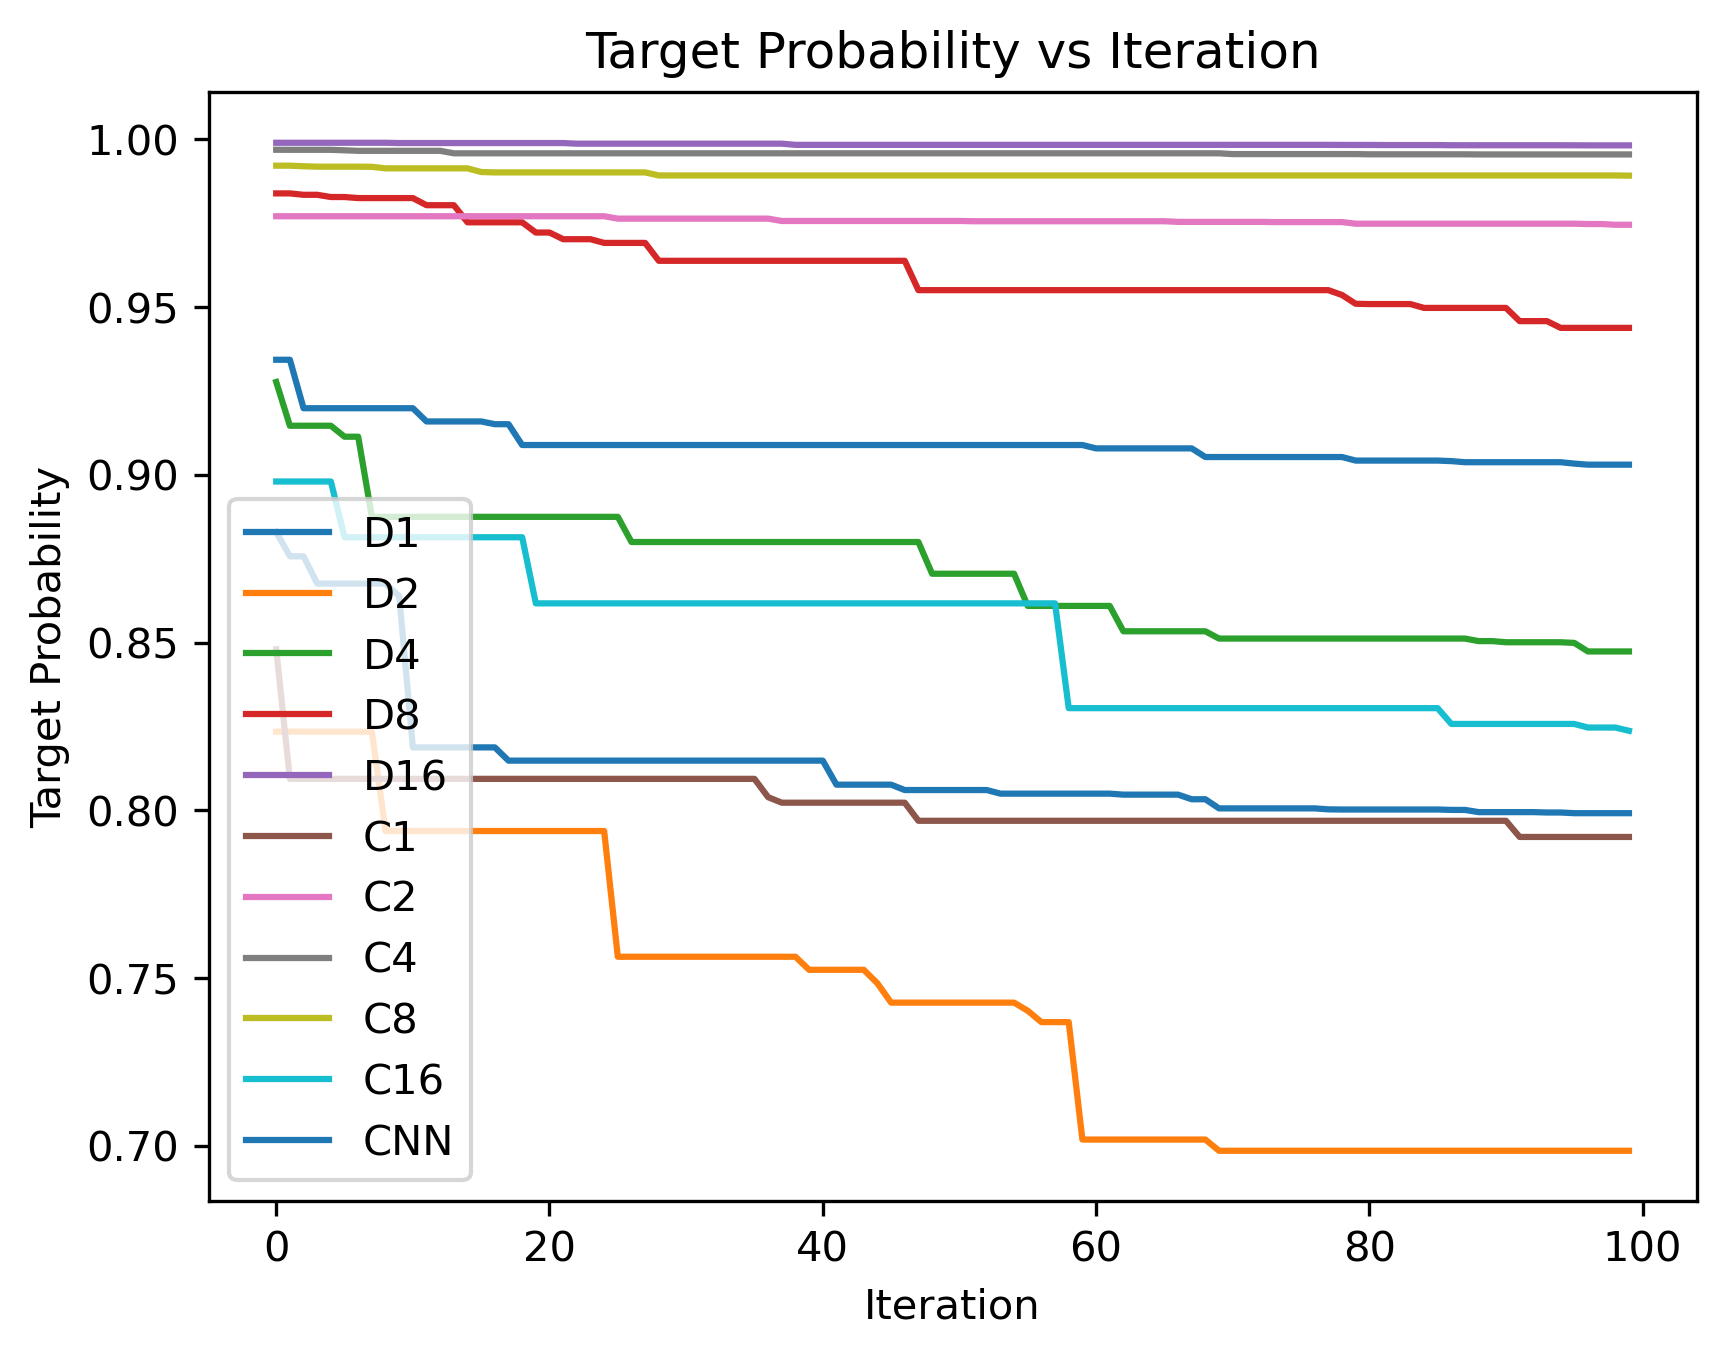 Target Probability vs Iteration
1.00
0.95
0.90
0.85
0.80
0.75
0.70
Target Probability
D1
D2
D4
D8
D16
C1
C2
C4
C8
C16
CNN
0 20 40 60 80 100
Iteration